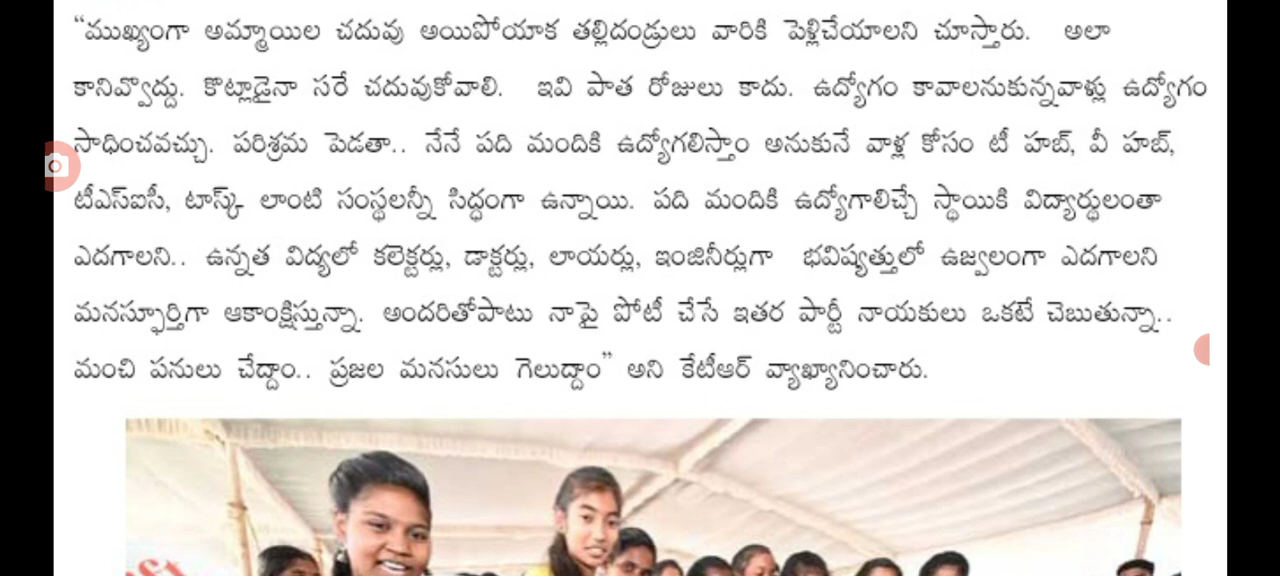 “ముఖ్యంగా అమ్మాయిల చదువు అయిపోయాక తల్లిదండ్రులు వారికి పెళ్లిచేయాలని చూస్తారు. అలా
కానివ్వొద్దు. కొట్లాడైనా సరే చదువుకోవాలి. ఇవి పాత రోజులు కాదు. ఉద్యోగం కావాలనుకున్నవాళ్లు ఉద్యోగం
సాధించవచ్చు. పరిశ్రమ పెడతా.. నేనే పది మందికి ఉద్యోగలిస్తాం అనుకునే వాళ్ల కోసం టీ హబ్, వీ హబ్,
టీఎస్ఐసీ, టాస్క్ లాంటి సంస్థలన్నీ సిద్ధంగా ఉన్నాయి. పది మందికి ఉద్యోగాలిచ్చే స్థాయికి విద్యార్థులంతా
ఎదగాలని.. ఉన్నత విద్యలో కలెక్టర్లు, డాక్టర్లు, లాయర్లు, ఇంజినీర్లుగా భవిష్యత్తులో ఉజ్వలంగా ఎదగాలని
మనస్ఫూర్తిగా ఆకాంక్షిస్తున్నా. అందరితోపాటు నాపై పోటీ చేసే ఇతర పార్టీ నాయకులు ఒకటే చెబుతున్నా..
మంచి పనులు చేద్దాం.. ప్రజల మనసులు గెలుద్దాం” అని కేటీఆర్ వ్యాఖ్యానించారు.